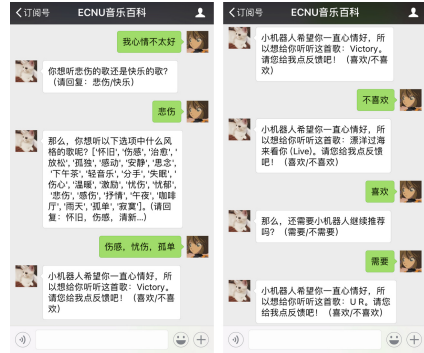 订阅号
ECNU音乐百科
我心情不太好
你想听悲伤的歌还是快乐的歌?
(请回复: 悲伤/快乐)
悲伤
那么, 你想听以下选项中什么风
格的歌呢? ['怀旧', '伤感', '治愈', '
放松', '孤独', '感动', '安静', '思念',
'下午茶', '轻音乐', '分手', '失眠', '
伤心', '温暖', '激励', '忧伤', '忧郁',
'悲伤', '感伤', '抒情', '午夜', '咖啡
厅', '雨天', '孤单', '寂寞']。(请回
复: 怀旧, 伤感, 清新...)
伤感, 忧伤, 孤单
小机器人希望你一直心情好, 所
以想给你听听这首歌: Victory。
请您给我点反馈吧! (喜欢/不喜
欢)
订阅号
ECNU音乐百科
小机器人希望你一直心情好, 所
以想给你听听这首歌: Victory。
请您给我点反馈吧! (喜欢/不喜
欢)
不喜欢
小机器人希望你一直心情好, 所
以想给你听听这首歌: 漂洋过海
来看你 (Live)。请您给我点反馈
吧! (喜欢/不喜欢)
喜欢
那么, 还需要小机器人继续推荐
吗? (需要/不需要)
需要
小机器人希望你一直心情好, 所
以想给你听听这首歌: U R。请您
给我点反馈吧! (喜欢/不喜欢)